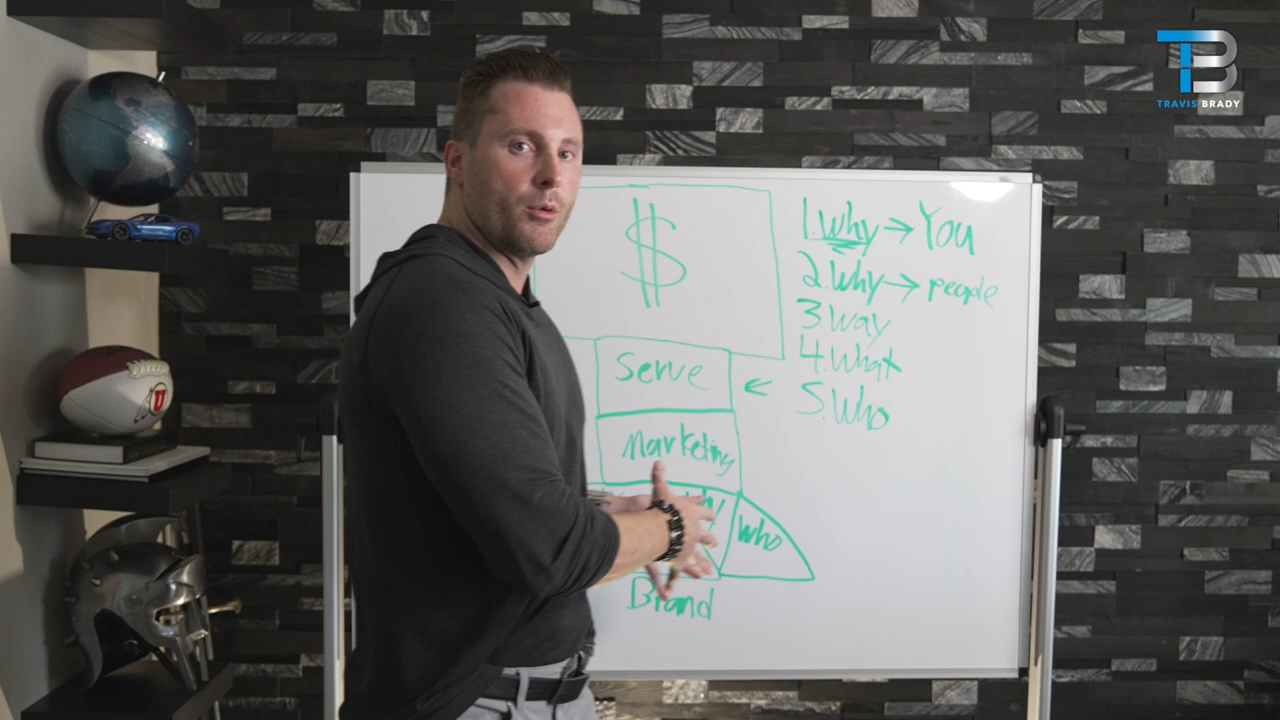 TB
TRAVIS BRADY
$
1. Why → You
2. Why → people
3. Way
4. What
5. Who
Serve ←
Marketing
Who
Brand
U